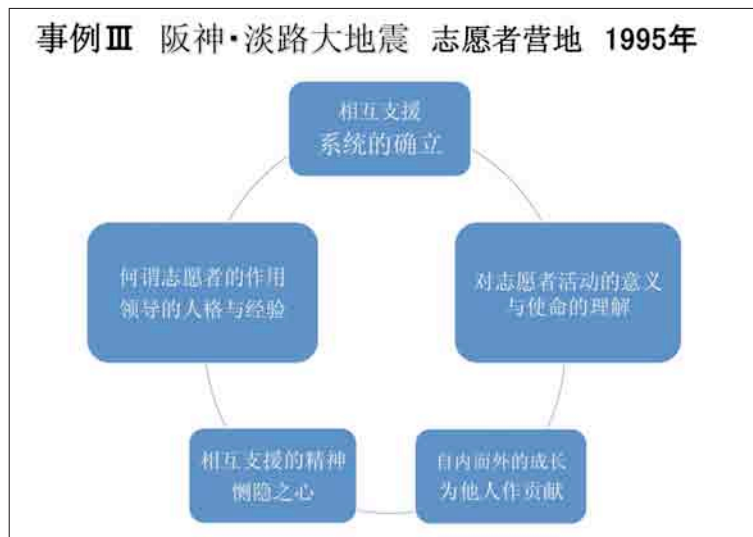 事例Ⅲ 阪神・淡路大地震 志愿者营地 1995年
相互支援
系统的确立
对志愿者活动的意义
与使命的理解
自内而外的成长
为他人作贡献
相互支援的精神
恻隐之心
何谓志愿者的作用
领导的人格与经验